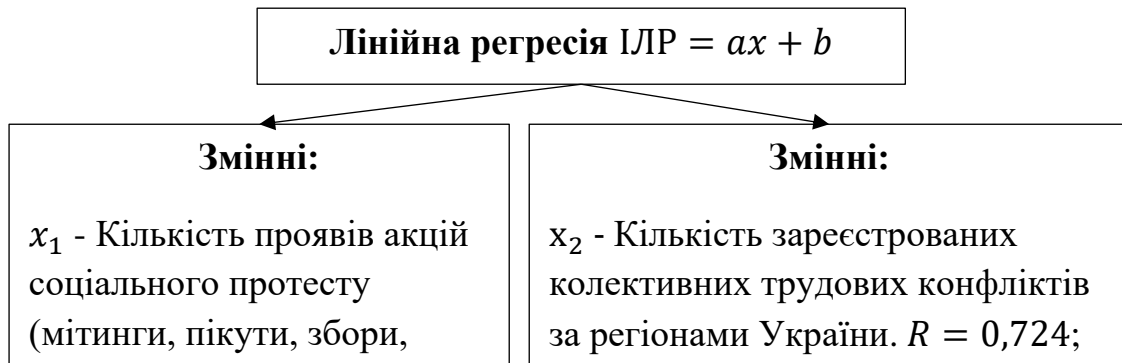 Лінійна регресія ІЛР = ax + b
Змінні:
x₁ - Кількість проявів акцій
соціального протесту
(мітинги, пікути, збори,
Змінні:
x₂ - Кількість зареєстрованих
колективних трудових конфліктів
за регіонами України. R = 0,724;